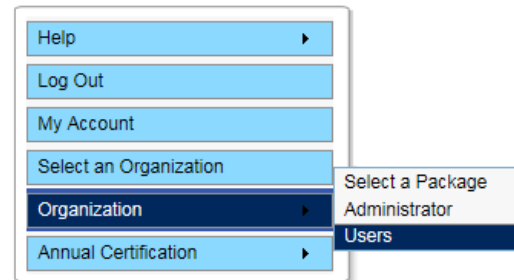 Help
Log Out
My Account
Select an Organization
Select a Package
Organization
Administrator
Users
Annual Certification